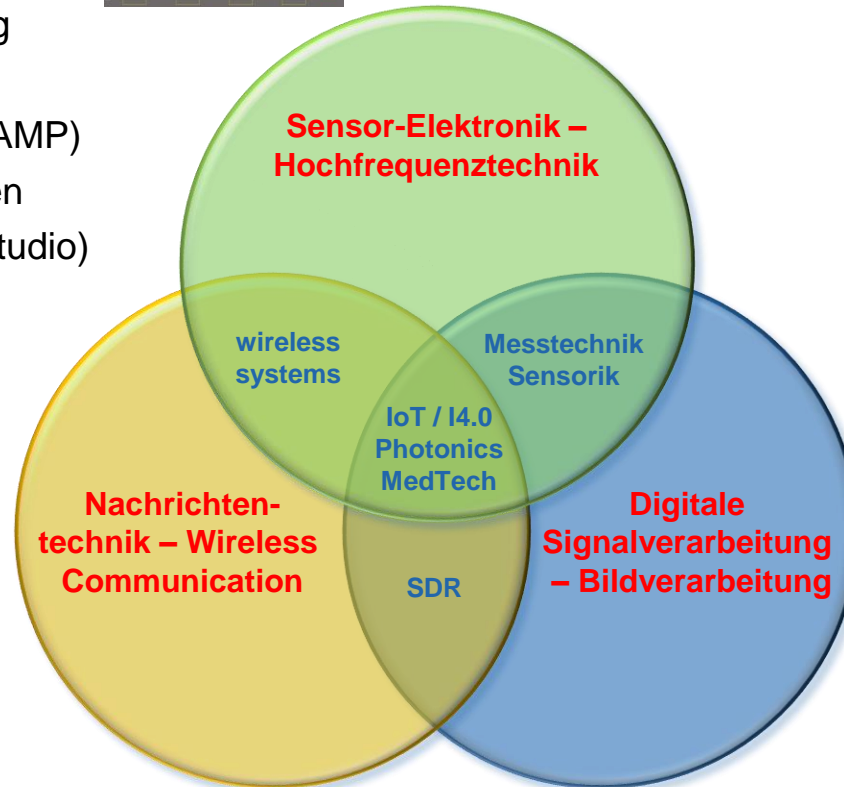 g
AMP)
en
tudio)
Sensor-Elektronik –
Hochfrequenztechnik
wireless
systems
Messtechnik
Sensorik
IoT / I4.0
Photonics
MedTech
Nachrichten-
technik – Wireless
Communication
Digitale
Signalverarbeitung
– Bildverarbeitung
SDR